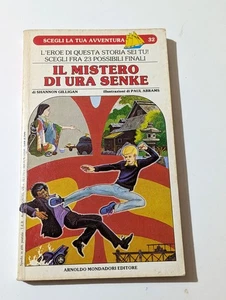 SCEGLI LA TUA AVVENTURA
32
L'EROE DI QUESTA STORIA SEI TU!
SCEGLI FRA 23 POSSIBILI FINALI
IL MISTERO
DI URA SENKE
di SHANNON GILLIGAN
illustrazioni di PAUL ABRAMS
ARNOLDO MONDADORI EDITORE